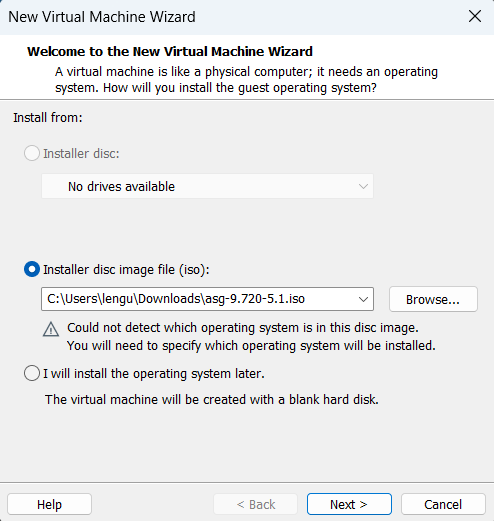 New Virtual Machine Wizard
Welcome to the New Virtual Machine Wizard
A virtual machine is like a physical computer; it needs an operating
system. How will you install the guest operating system?
Install from:
Installer disc:
No drives available
Installer disc image file (iso):
C:\Users\lengu\Downloads\asg-9.720-5.1.iso
Browse...
Could not detect which operating system is in this disc image.
You will need to specify which operating system will be installed.
I will install the operating system later.
The virtual machine will be created with a blank hard disk.
Help
< Back
Next >
Cancel